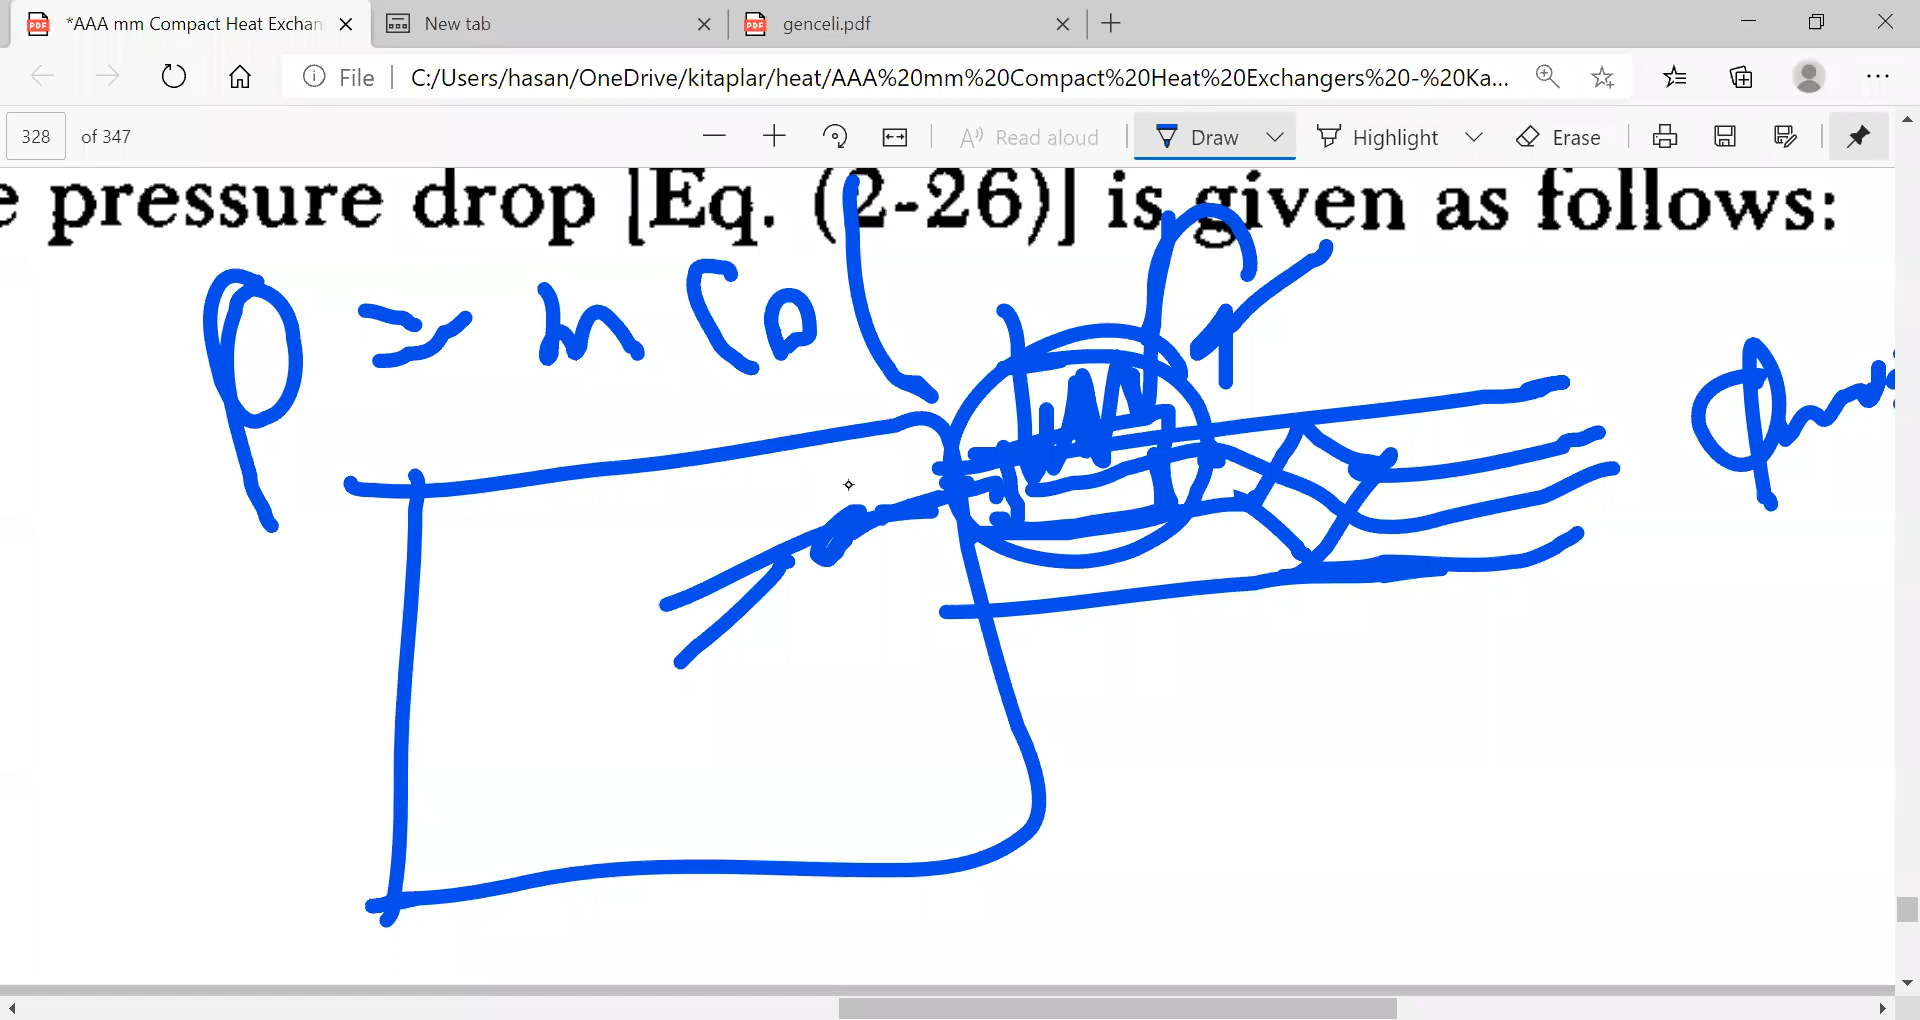 *AAA mm Compact Heat Exchan
New tab
genceli.pdf
File
C:/Users/hasan/OneDrive/kitaplar/heat/AAA%20mm%20Compact%20Heat%20Exchangers%20-%20Ka...
328 of 347
Read aloud
Draw
Highlight
Erase
e pressure drop [Eq. (2-26)] is given as follows: